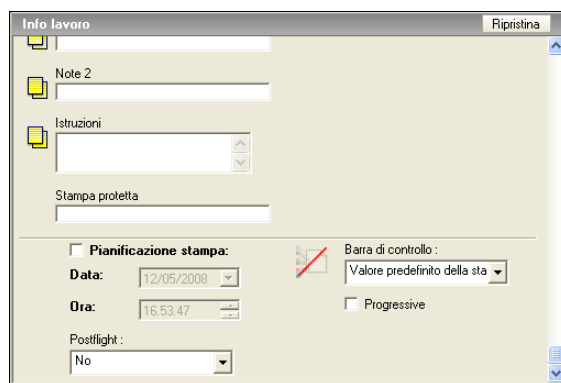 Info lavoro
Ripristina
Note 2
Istruzioni
Stampa protetta
Pianificazione stampa:
Data:
12/05/2008
Ora:
16.53.47
Postflight :
No
Barra di controllo :
Valore predefinito della sta
Progressive